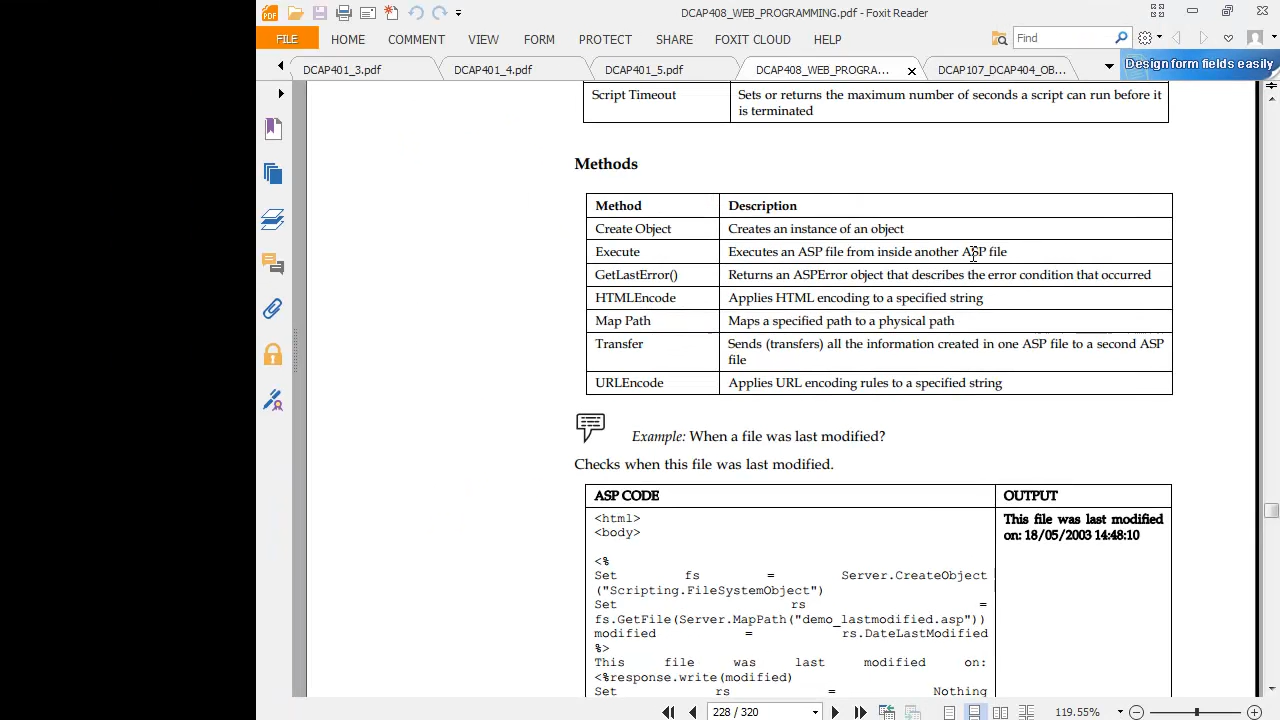 DCAP408_WEB_PROGRAMMING.pdf - Foxit Reader
FILE HOME COMMENT VIEW FORM PROTECT SHARE FOXIT CLOUD HELP Find
DCAP401_3.pdf DCAP401_4.pdf DCAP401_5.pdf DCAP408_WEB_PROGRA... DCAP107_DCAP404_OB... Design form fields easily
Script Timeout Sets or returns the maximum number of seconds a script can run before it
is terminated
Methods
Method Description
Create Object Creates an instance of an object
Execute Executes an ASP file from inside another ASP file
GetLastError() Returns an ASPError object that describes the error condition that occurred
HTMLEncode Applies HTML encoding to a specified string
Map Path Maps a specified path to a physical path
Transfer Sends (transfers) all the information created in one ASP file to a second ASP
file
URLEncode Applies URL encoding rules to a specified string
Example: When a file was last modified?
Checks when this file was last modified.
ASP CODE OUTPUT
<html> This file was last modified
<body> on: 18/05/2003 14:48:10
<%
Set fs = Server.CreateObject
("Scripting.FileSystemObject")
Set rs =
fs.GetFile(Server.MapPath("demo_lastmodified.asp"))
modified = rs.DateLastModified
%>
This file was last modified on:
<%response.write(modified)
Set rs = Nothing
228 / 320 119.55%